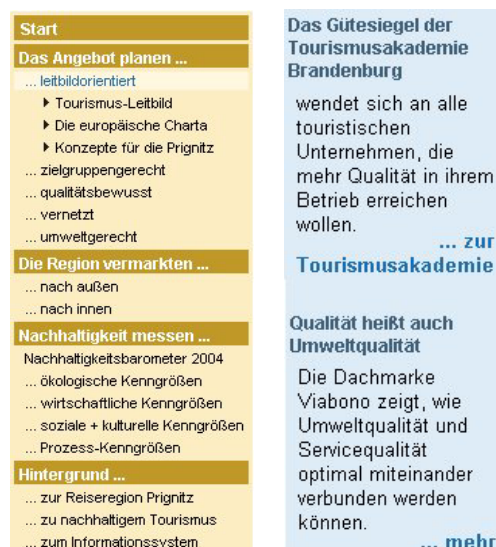 Start
Das Angebot planen ...
... leitbildorientiert
Tourismus-Leitbild
Die europäische Charta
Konzepte für die Prignitz
... zielgruppengerecht
... qualitätsbewusst
... vernetzt
... umweltgerecht
Die Region vermarkten ...
... nach außen
... nach innen
Nachhaltigkeit messen ...
Nachhaltigkeitsbarometer 2004
... ökologische Kenngrößen
... wirtschaftliche Kenngrößen
... soziale + kulturelle Kenngrößen
... Prozess-Kenngrößen
Hintergrund ...
... zur Reiseregion Prignitz
... zu nachhaltigem Tourismus
... zum Informationssystem
Das Gütesiegel der
Tourismusakademie
Brandenburg
wendet sich an alle
touristischen
Unternehmen, die
mehr Qualität in ihrem
Betrieb erreichen
wollen.
... zur
Tourismusakademie
Qualität heißt auch
Umweltqualität
Die Dachmarke
Viabono zeigt, wie
Umweltqualität und
Servicequalität
optimal miteinander
verbunden werden
können.
... mehr